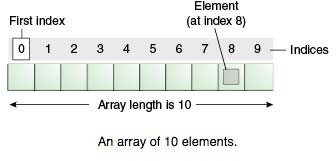 First index
Element
(at index 8)
0 1 2 3 4 5 6 7 8 9
Indices
Array length is 10
An array of 10 elements.